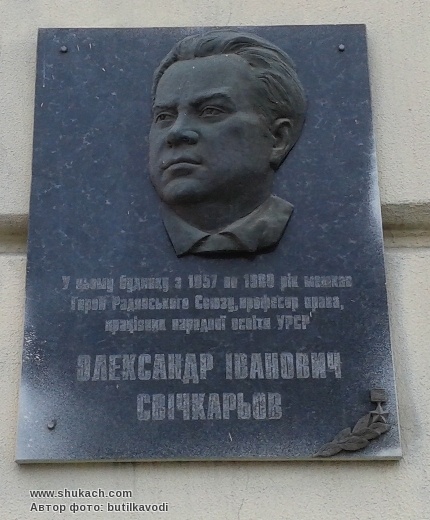 У цьому будинку з 1957 по 1980 рік мешкав
Герой Радянського Союзу, професор права,
працівник народної освіти УРСР
ОЛЕКСАНДР ІВАНОВИЧ
СВІЧКАРЬОВ
www.shukach.com
Автор фото: butilkavodi